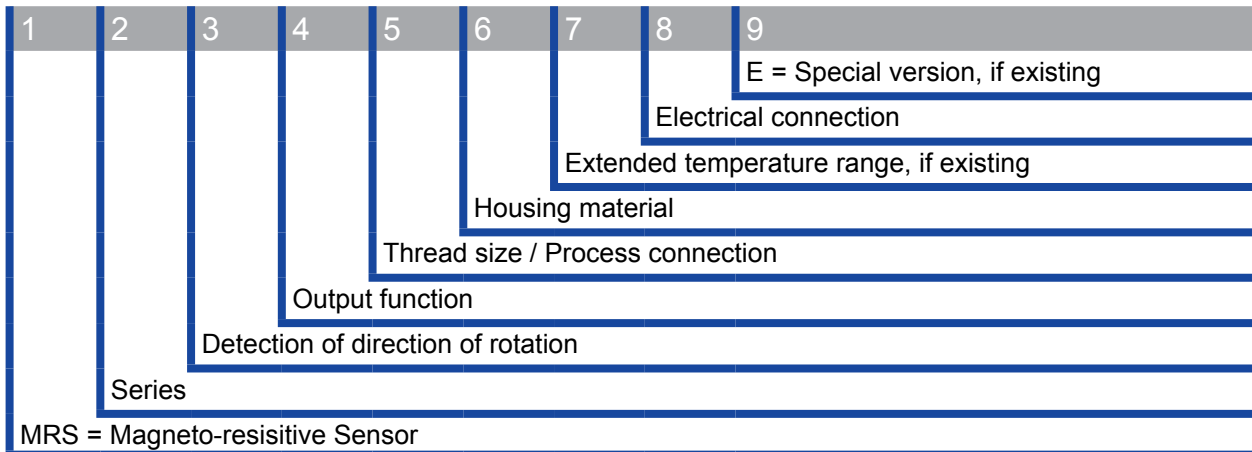 1 2 3 4 5 6 7 8 9
E = Special version, if existing
Electrical connection
Extended temperature range, if existing
Housing material
Thread size / Process connection
Output function
Detection of direction of rotation
Series
MRS = Magneto-resisitive Sensor